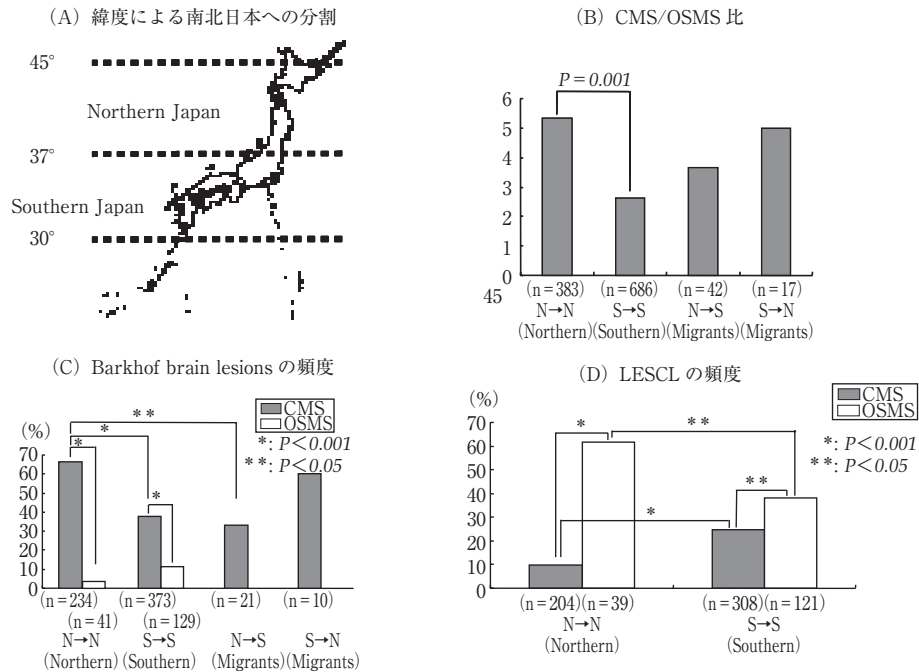 (A) 緯度による南北日本への分割
45°
Northern Japan
37°
Southern Japan
30°
(B) CMS/OSMS 比
P=0.001
6
5
4
3
2
1
0
45
(n=383) (n=686) (n=42) (n=17)
N→N S→S N→S S→N
(Northern) (Southern) (Migrants) (Migrants)
(C) Barkhof brain lesions の頻度
(%)
CMS
OSMS
*: P<0.001
**: P<0.05
**
*
*
*
70
60
50
40
30
20
10
0
(n=234) (n=373) (n=21) (n=10)
(n=41) (n=129)
N→N S→S N→S S→N
(Northern) (Southern) (Migrants) (Migrants)
(D) LESCL の頻度
(%)
CMS
OSMS
*: P<0.001
**: P<0.05
*
**
**
*
70
60
50
40
30
20
10
0
(n=204)(n=39) (n=308)(n=121)
N→N S→S
(Northern) (Southern)